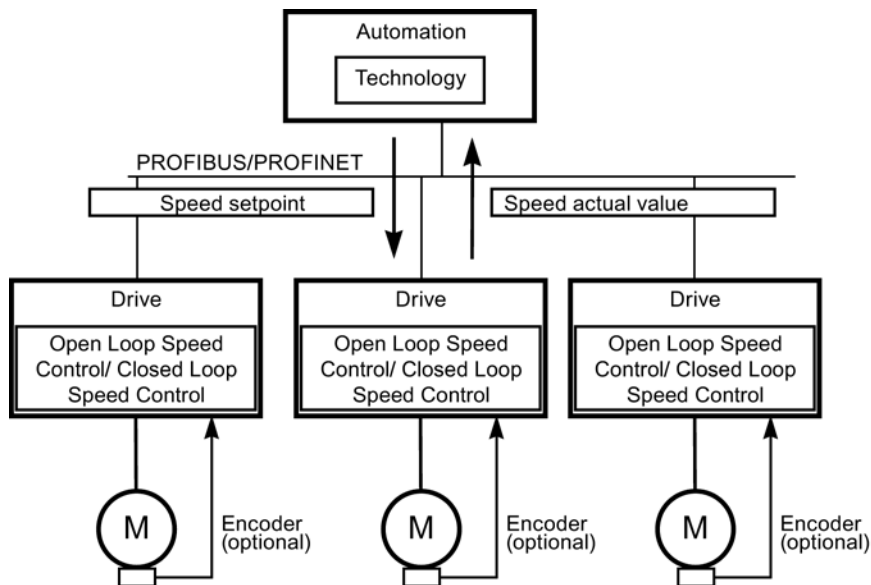 Automation
Technology
PROFIBUS/PROFINET
Speed setpoint
Speed actual value
Drive
Open Loop Speed
Control/ Closed Loop
Speed Control
Drive
Open Loop Speed
Control/ Closed Loop
Speed Control
Drive
Open Loop Speed
Control/ Closed Loop
Speed Control
M
Encoder
(optional)
M
Encoder
(optional)
M
Encoder
(optional)